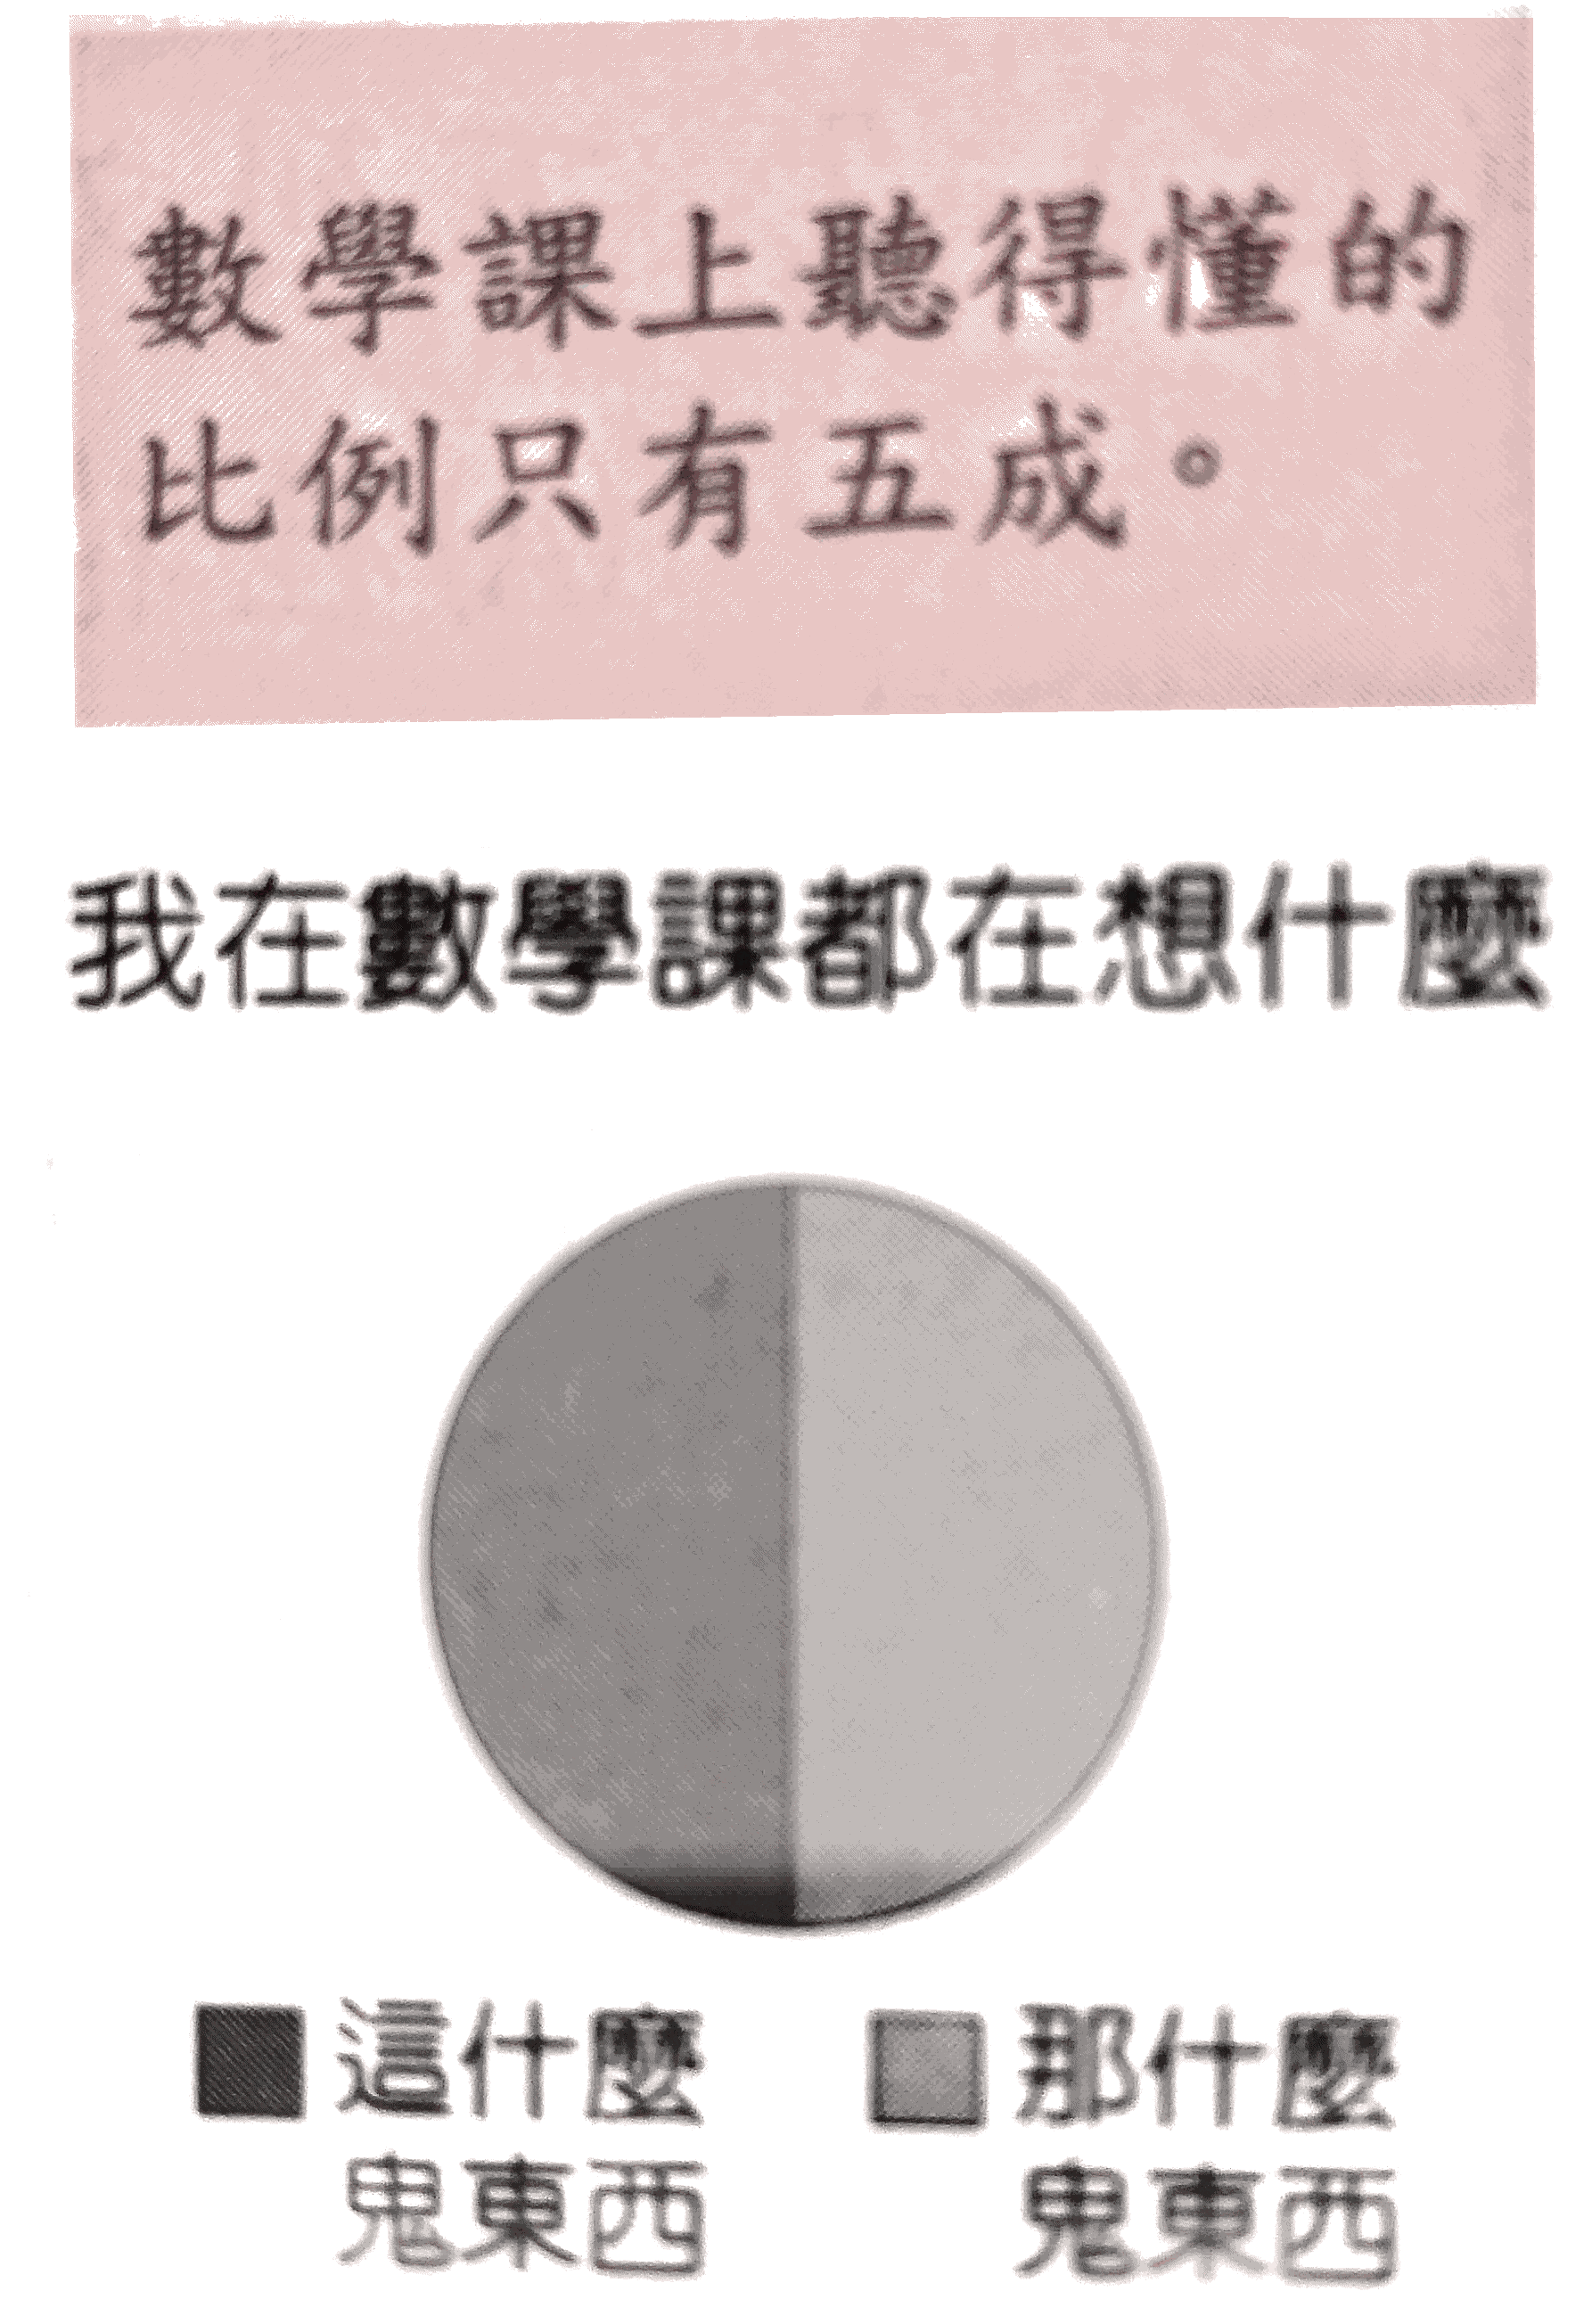 數學課上聽得懂的
比例只有五成。
我在數學課都在想什麼
這什麼
鬼東西
那什麼
鬼東西